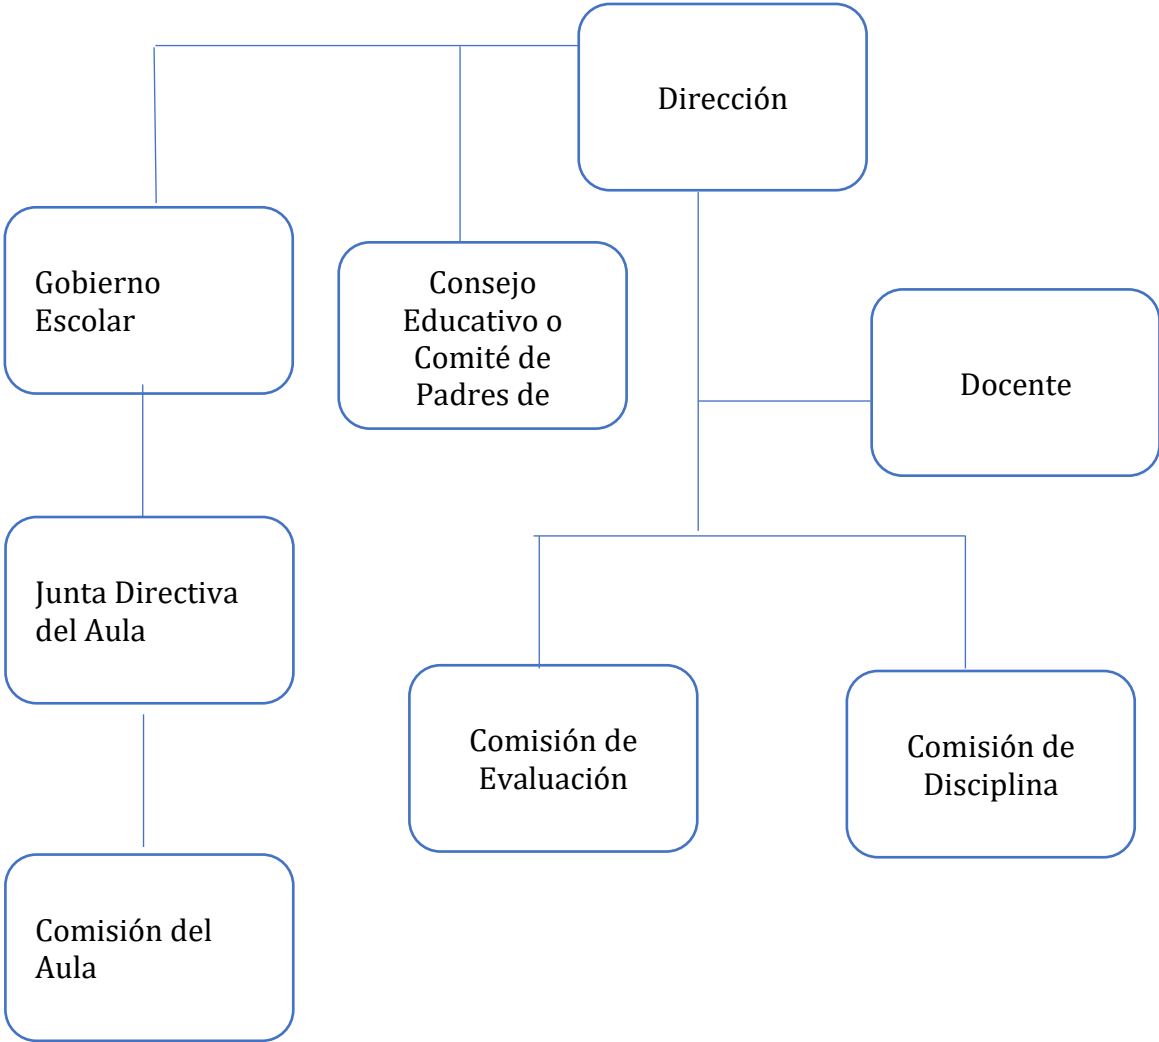 Dirección
Gobierno
Escolar
Consejo
Educativo o
Comité de
Padres de
Docente
Junta Directiva
del Aula
Comisión de
Evaluación
Comisión de
Disciplina
Comisión del
Aula